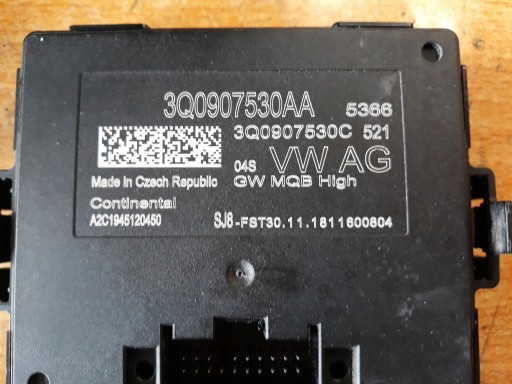 3Q0907530AA 5366
3Q0907530C 521
04S VW AG
Made in Czech Republic GW MQB High
Continental
A2C1945120450 SJ8-FST30.11.1811600804